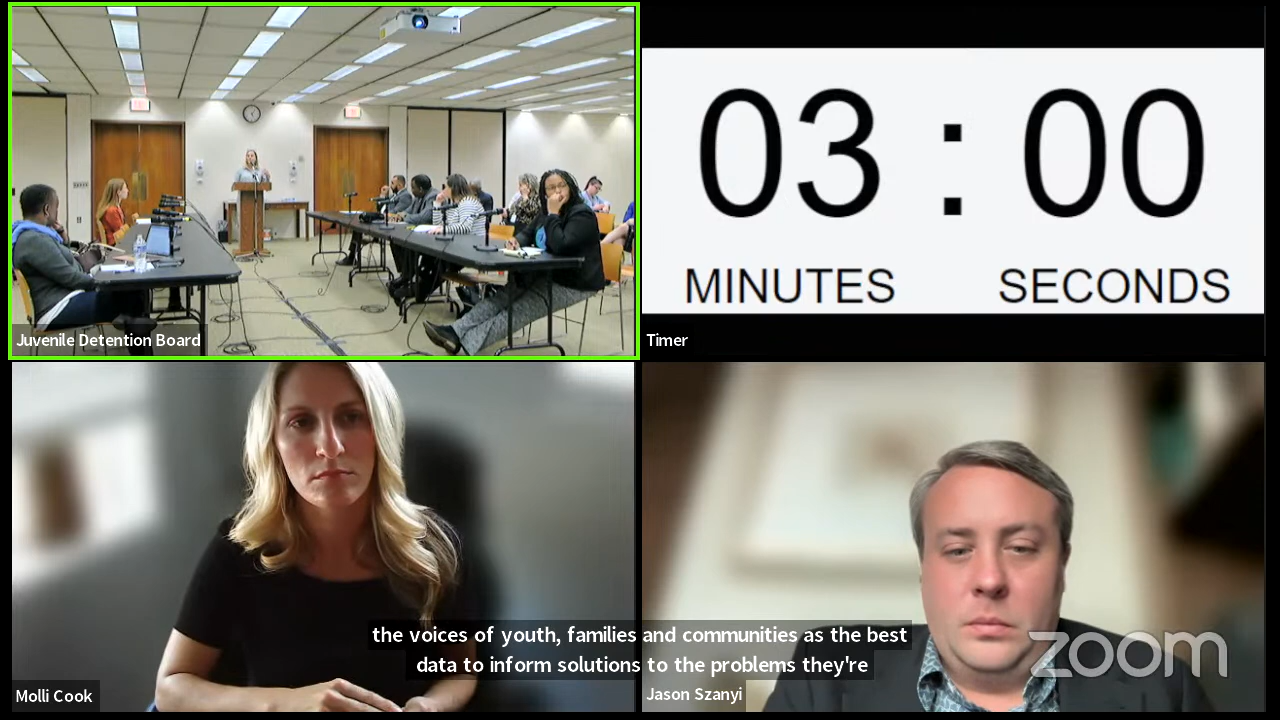 03 : 00
MINUTES SECONDS
Juvenile Detention Board
Timer
the voices of youth, families and communities as the best
data to inform solutions to the problems they're
zoom
Molli Cook
Jason Szanyi